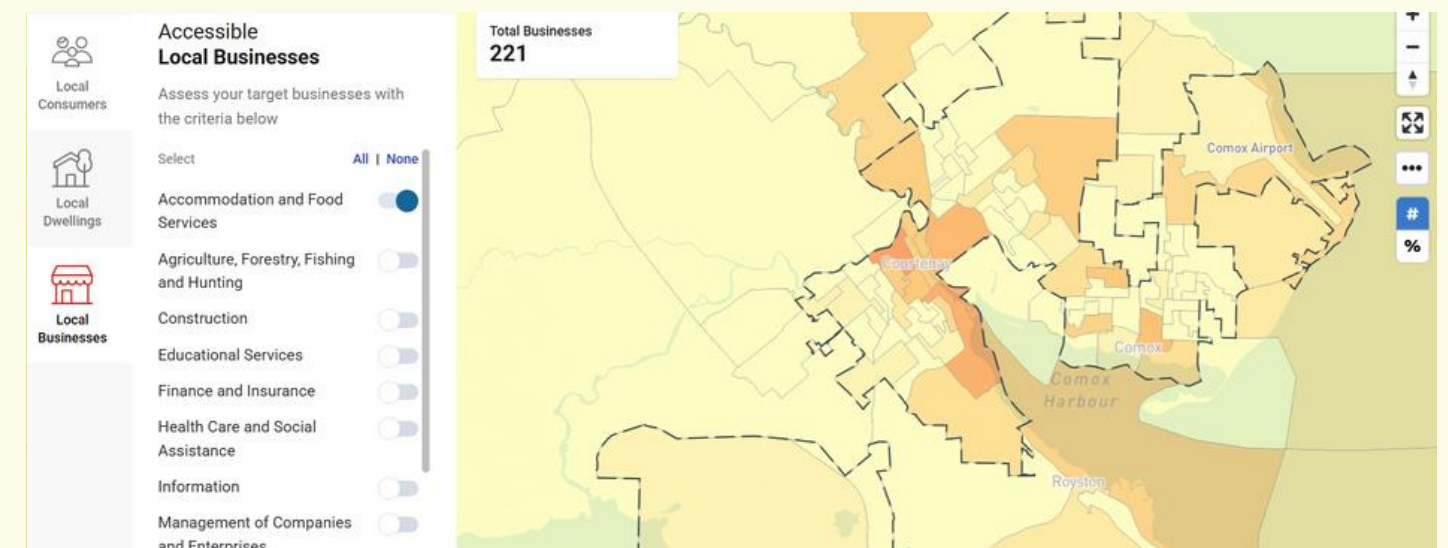 Local
Consumers
Local
Dwellings
Local
Businesses
Accessible
Local Businesses
Assess your target businesses with
the criteria below
Select
All | None
Accommodation and Food
Services
Agriculture, Forestry, Fishing
and Hunting
Construction
Educational Services
Finance and Insurance
Health Care and Social
Assistance
Information
Management of Companies
and Enterprises
Total Businesses
221
Comox Airport
Courtenay
Comox
Comox
Harbour
Royston
+
−
#
%